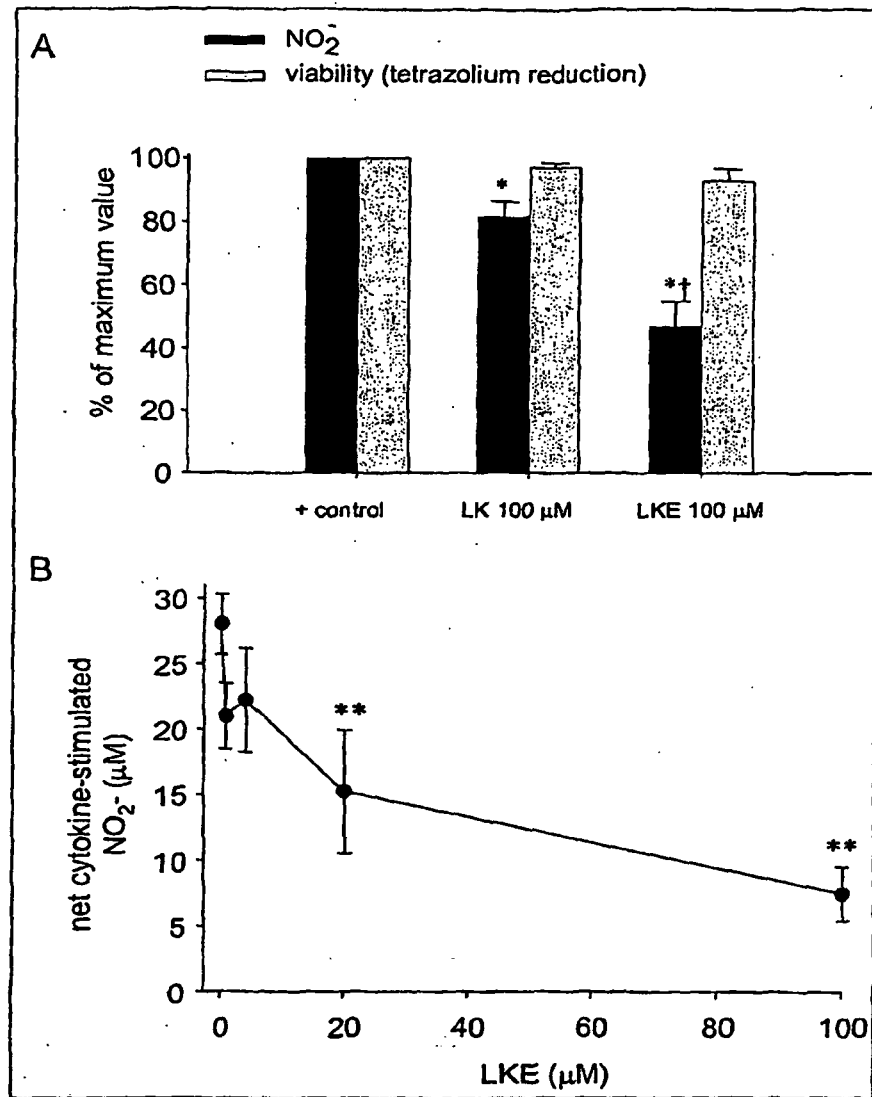 A
NO₂⁻
viability (tetrazolium reduction)
% of maximum value
100
80
60
40
20
0
*
*†
+ control
LK 100 µM
LKE 100 µM
B
net cytokine-stimulated
NO₂- (µM)
30
25
20
15
10
5
0
**
**
0
20
40
60
80
100
LKE (µM)